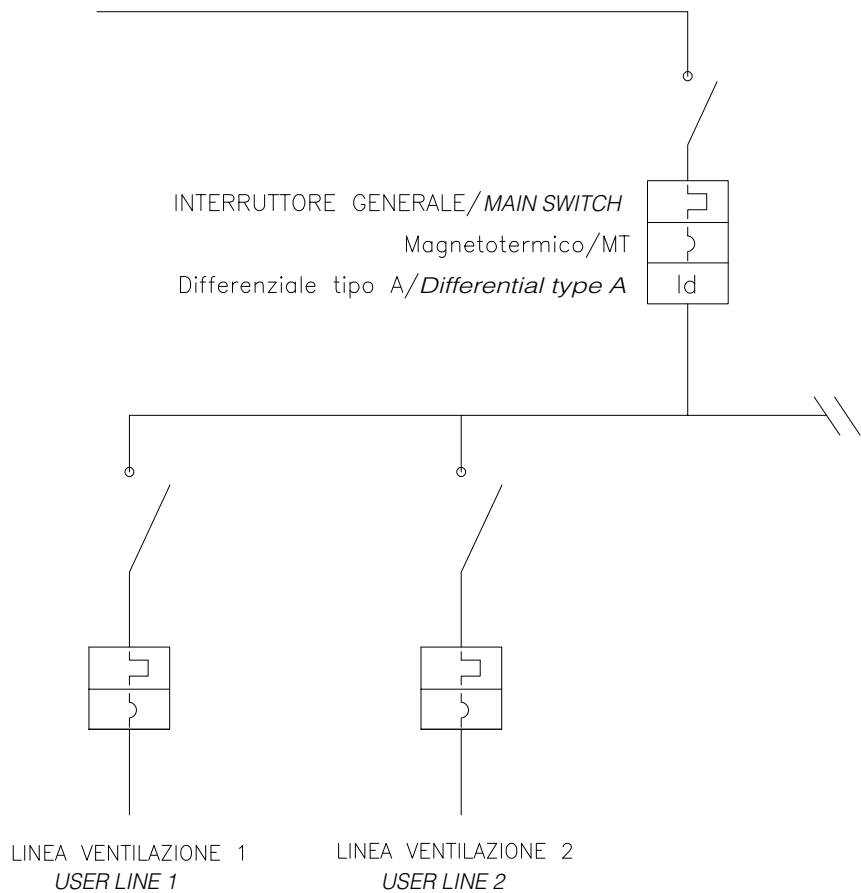 INTERRUTTORE GENERALE/MAIN SWITCH
Magnetotermico/MT
Differenziale tipo A/Differential type A
Id
LINEA VENTILAZIONE 1
USER LINE 1
LINEA VENTILAZIONE 2
USER LINE 2